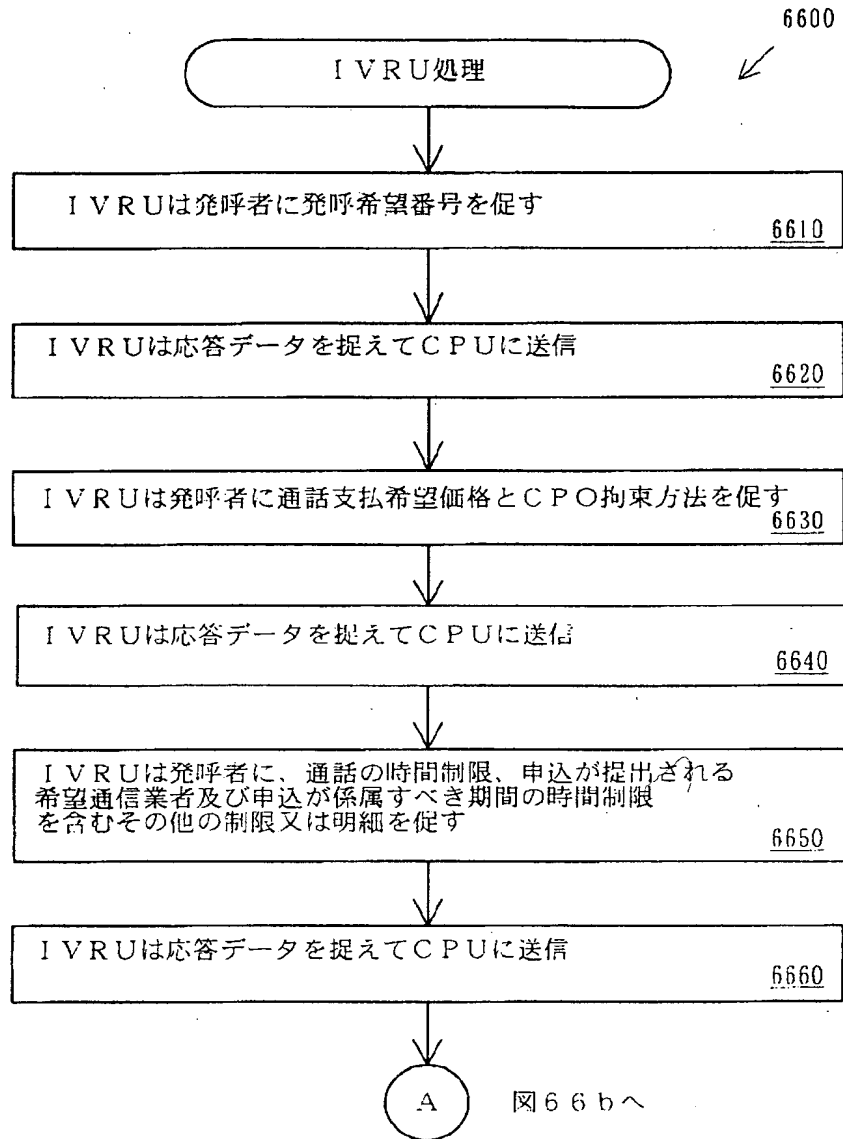 6600
IVRU処理
IVRUは発呼者に発呼希望番号を促す
6610
IVRUは応答データを捉えてCPUに送信
6620
IVRUは発呼者に通話支払希望価格とCPO拘束方法を促す
6630
IVRUは応答データを捉えてCPUに送信
6640
IVRUは発呼者に、通話の時間制限、申込が提出される
希望通信業者及び申込が係属すべき期間の時間制限
を含むその他の制限又は明細を促す
6650
IVRUは応答データを捉えてCPUに送信
6660
A
図66bへ